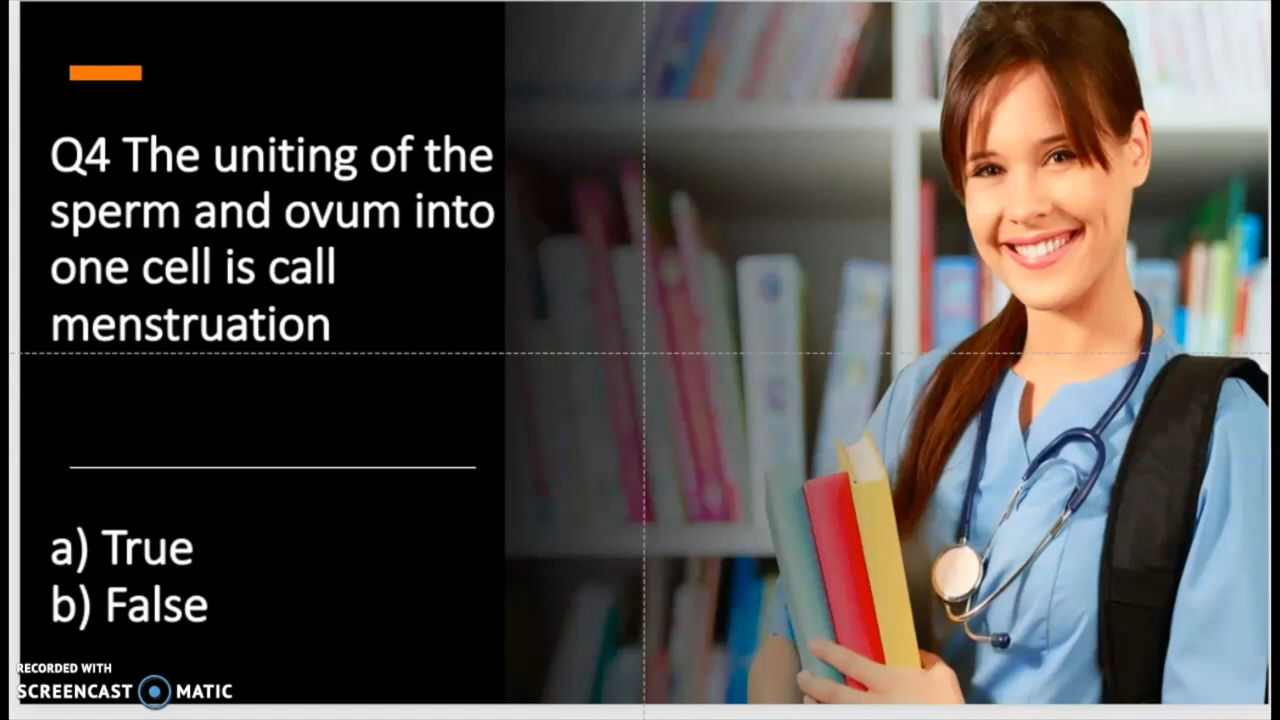 Q4 The uniting of the
sperm and ovum into
one cell is call
menstruation
a) True
b) False
RECORDED WITH
SCREENCAST MATIC